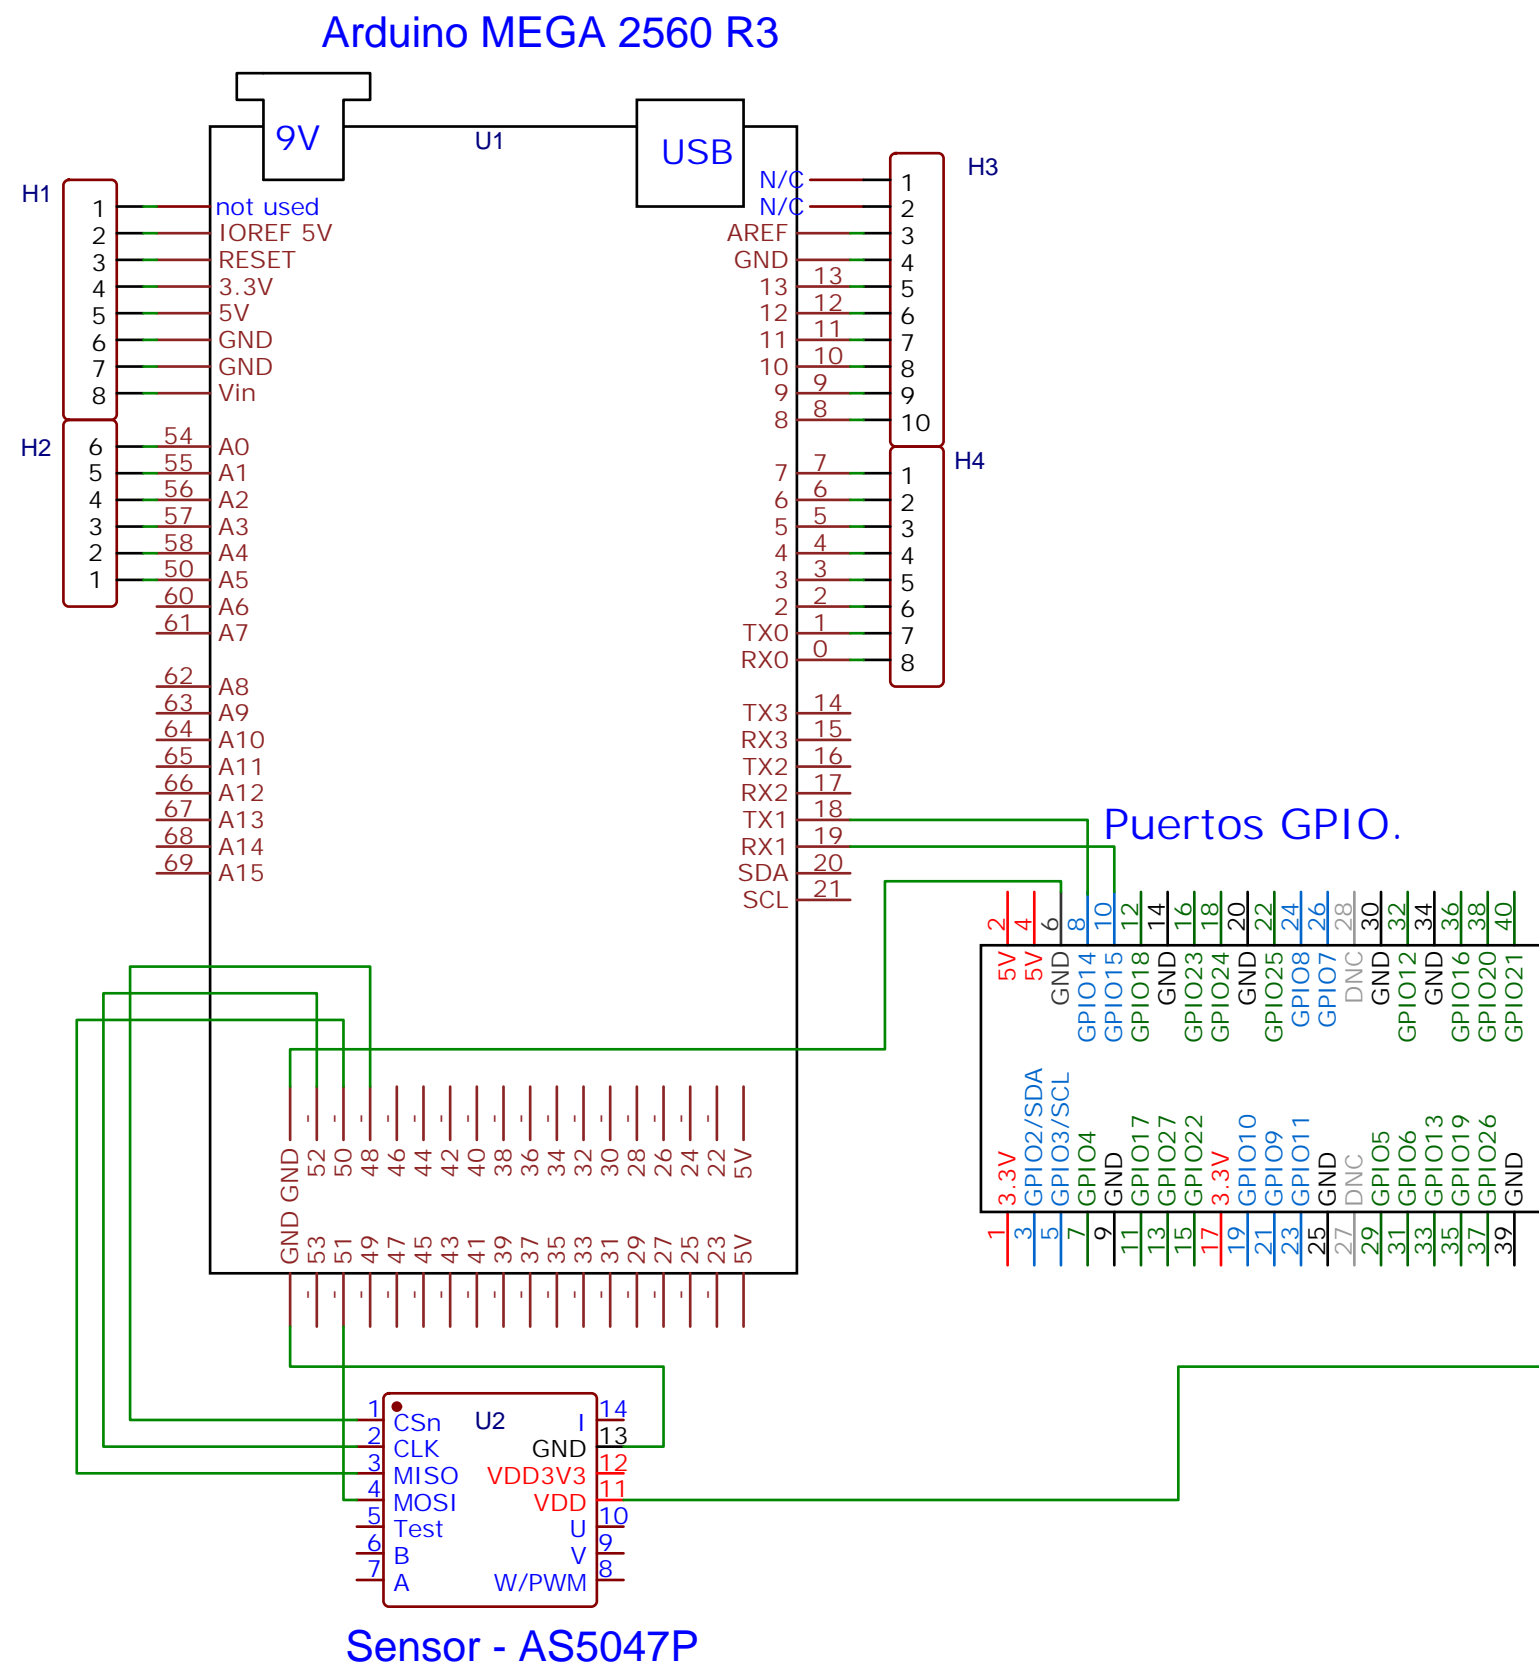 Arduino MEGA 2560 R3
9V
U1
USB
H1
1 not used
2 IOREF 5V
3 RESET
4 3.3V
5 5V
6 GND
7 GND
8 Vin
H2
6 54 A0
5 55 A1
4 56 A2
3 57 A3
2 58 A4
1 50 A5
60 A6
61 A7
62 A8
63 A9
64 A10
65 A11
66 A12
67 A13
68 A14
69 A15
H3
N/C 1
N/C 2
AREF 3
GND 4
13 13 5
12 12 6
11 11 7
10 10 8
9 9 9
8 8 10
H4
7 7 1
6 6 2
5 5 3
4 4 4
3 3 5
2 2 6
TX0 1 7
RX0 0 8
TX3 14
RX3 15
TX2 16
RX2 17
TX1 18
RX1 19
SDA 20
SCL 21
Puertos GPIO.
2 4 6 8 10 12 14 16 18 20 22 24 26 28 30 32 34 36 38 40
5V 5V GND GPIO14 GPIO15 GPIO18 GND GPIO23 GPIO24 GND GPIO25 GPIO8 GPIO7 DNC GND GPIO12 GND GPIO16 GPIO20 GPIO21
3.3V GPIO2/SDA GPIO3/SCL GPIO4 GND GPIO17 GPIO27 GPIO22 3.3V GPIO10 GPIO9 GPIO11 GND DNC GPIO5 GPIO6 GPIO13 GPIO19 GPIO26 GND
1 3 5 7 9 11 13 15 17 19 21 23 25 27 29 31 33 35 37 39
- - - - - - - - - - - - - - - -
GND 52 50 48 46 44 42 40 38 36 34 32 30 28 26 24 22 5V
GND 53 51 49 47 45 43 41 39 37 35 33 31 29 27 25 23 5V
- - - - - - - - - - - - - - - -
U2
1 CSn
2 CLK
3 MISO
4 MOSI
5 Test
6 B
7 A
I 14
GND 13
VDD3V3 12
VDD 11
U 10
V 9
W/PWM 8
Sensor - AS5047P